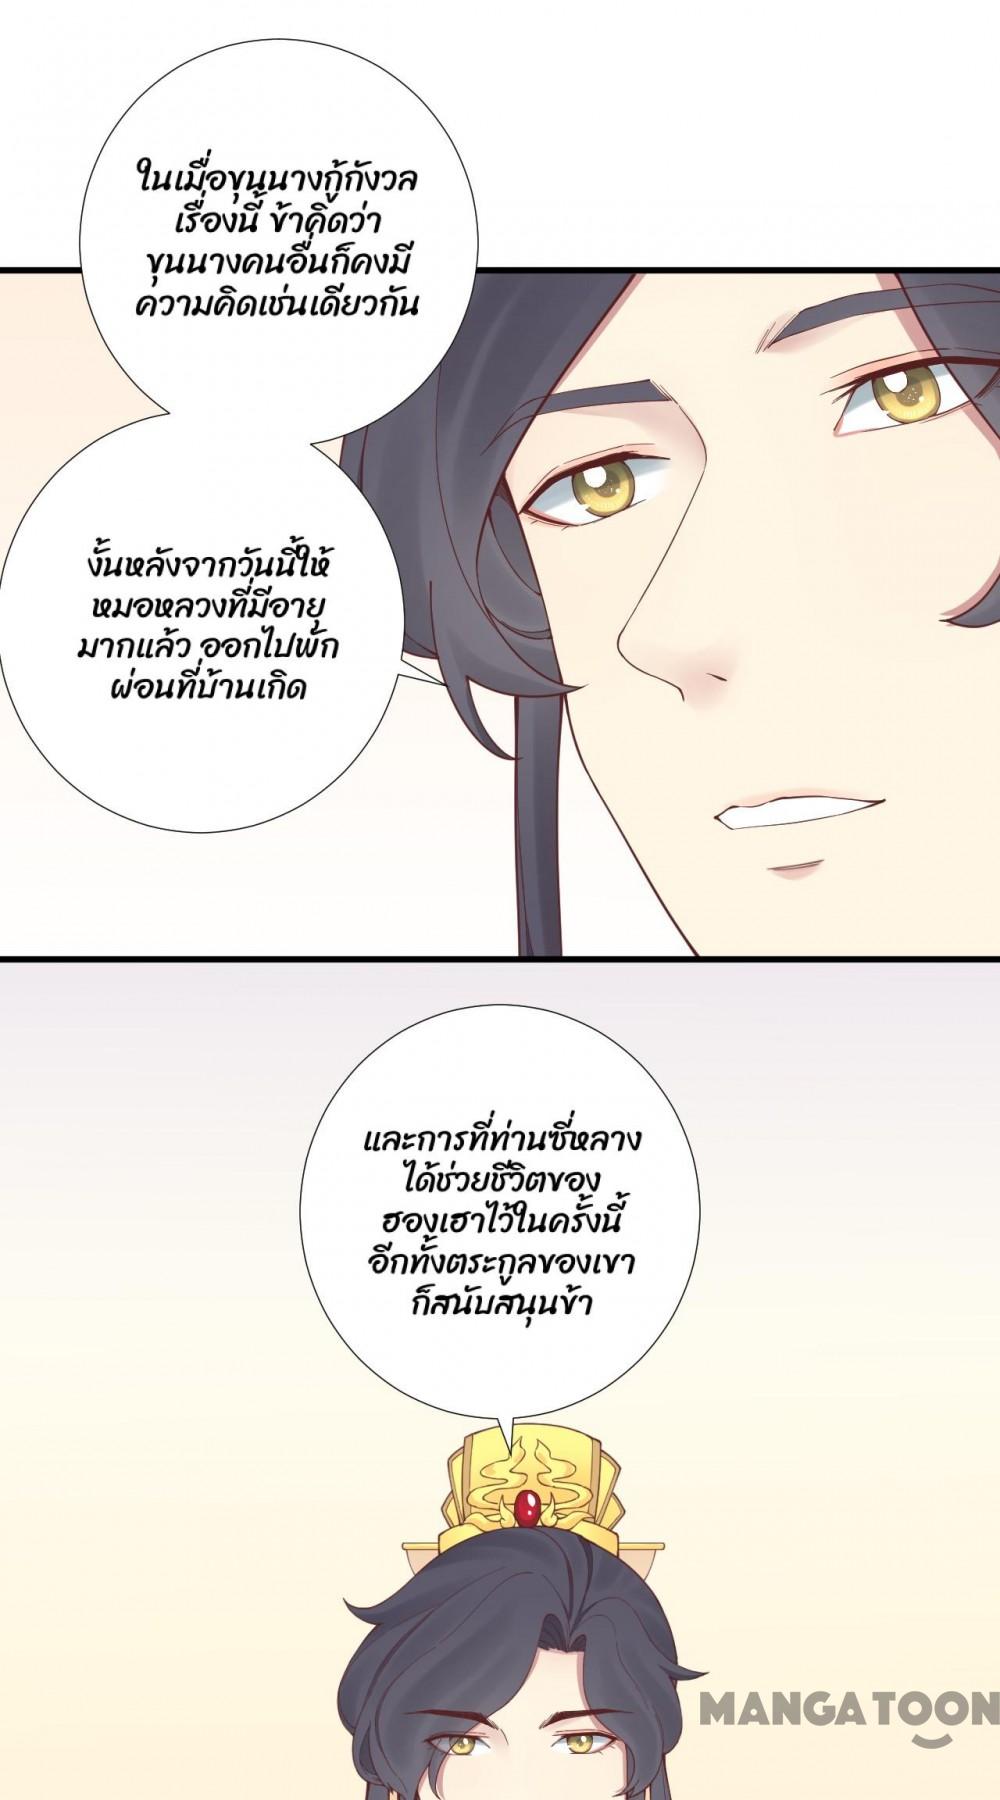 ในเมื่อขุนนางกู้กังวล
เรื่องนี้ ข้าคิดว่า
ขุนนางคนอื่นก็คงมี
ความคิดเช่นเดียวกัน
งั้นหลังจากวันนี้ให้
หมอหลวงที่มีอายุ
มากแล้ว ออกไปพัก
ผ่อนที่บ้านเกิด
และการที่ท่านซี่หลาง
ได้ช่วยชีวิตของ
ฮองเฮาไว้ในครั้งนี้
อีกทั้งตระกูลของเขา
ก็สนับสนุนข้า
MANGATOON